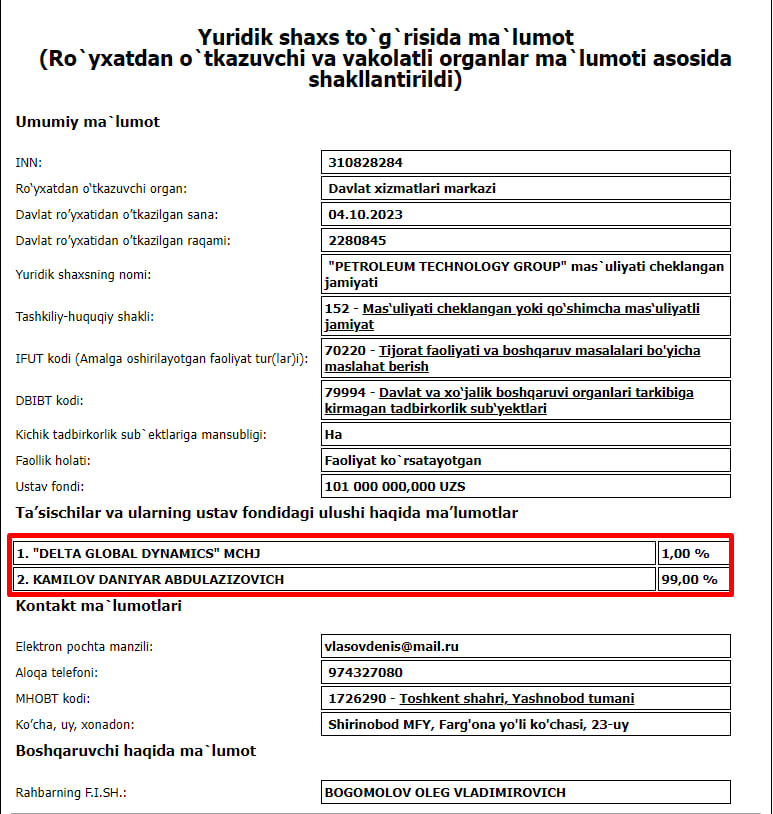 Yuridik shaxs to`g`risida ma`lumot
(Ro`yxatdan o`tkazuvchi va vakolatli organlar ma`lumoti asosida
shakllantirildi)
Umumiy ma`lumot
INN: 310828284
Ro‘yxatdan o‘tkazuvchi organ: Davlat xizmatlari markazi
Davlat ro’yxatidan o’tkazilgan sana: 04.10.2023
Davlat ro’yxatidan o’tkazilgan raqami: 2280845
Yuridik shaxsning nomi: "PETROLEUM TECHNOLOGY GROUP" mas`uliyati cheklangan
jamiyati
Tashkiliy-huquqiy shakli: 152 - Mas‘uliyati cheklangan yoki qo‘shimcha mas‘uliyatli
jamiyat
IFUT kodi (Amalga oshirilayotgan faoliyat tur(lar)i): 70220 - Tijorat faoliyati va boshqaruv masalalari bo'yicha
maslahat berish
DBIBT kodi: 79994 - Davlat va xo‘jalik boshqaruvi organlari tarkibiga
kirmagan tadbirkorlik sub‘yektlari
Kichik tadbirkorlik sub`ektlariga mansubligi: Ha
Faollik holati: Faoliyat ko`rsatayotgan
Ustav fondi: 101 000 000,000 UZS
Ta’sischilar va ularning ustav fondidagi ulushi haqida ma’lumotlar
1. "DELTA GLOBAL DYNAMICS" MCHJ 1,00 %
2. KAMILOV DANIYAR ABDULAZIZOVICH 99,00 %
Kontakt ma`lumotlari
Elektron pochta manzili: vlasovdenis@mail.ru
Aloqa telefoni: 974327080
MHOBT kodi: 1726290 - Toshkent shahri, Yashnobod tumani
Ko’cha, uy, xonadon: Shirinobod MFY, Farg'ona yo'li ko'chasi, 23-uy
Boshqaruvchi haqida ma`lumot
Rahbarning F.I.SH.: BOGOMOLOV OLEG VLADIMIROVICH